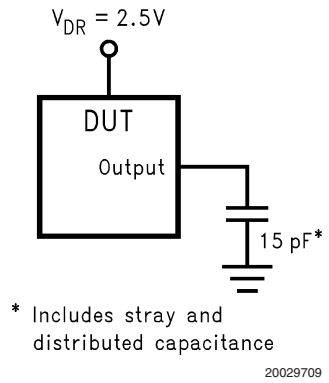 V_DR = 2.5V
DUT
Output
15 pF*
* Includes stray and
distributed capacitance
20029709